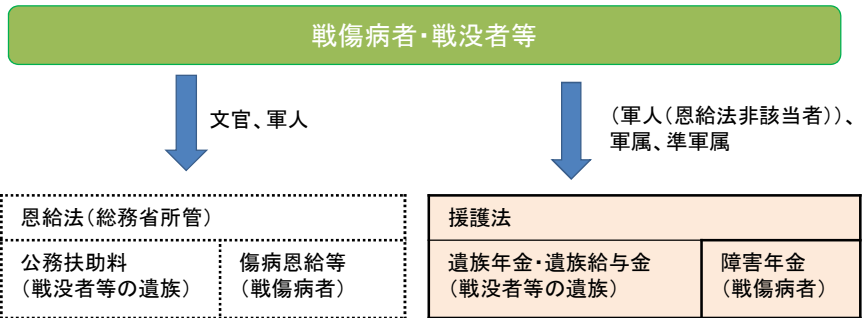 戦傷病者・戦没者等
文官、軍人
(軍人(恩給法非該当者))、
軍属、準軍属
恩給法(総務省所管)
公務扶助料
(戦没者等の遺族)
傷病恩給等
(戦傷病者)
援護法
遺族年金・遺族給与金
(戦没者等の遺族)
障害年金
(戦傷病者)